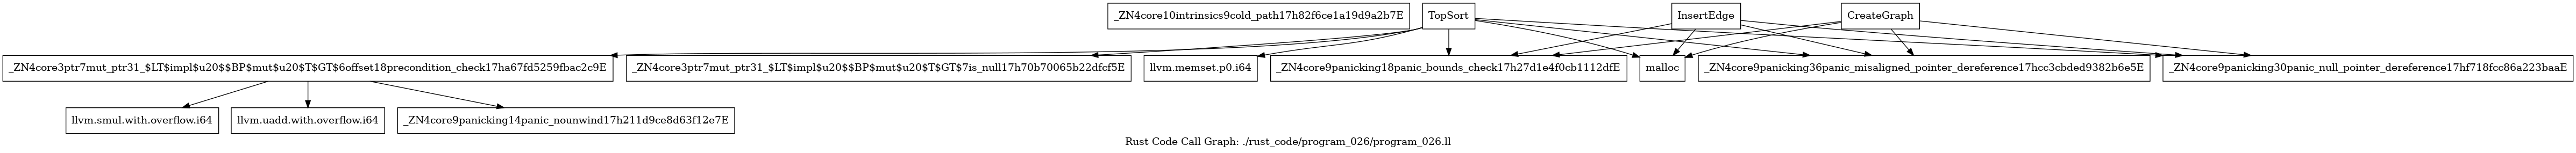 _ZN4core10intrinsics9cold_path17h82f6ce1a19d9a2b7E
TopSort
InsertEdge
CreateGraph
_ZN4core3ptr7mut_ptr31_$LT$impl$u20$$BP$mut$u20$T$GT$6offset18precondition_check17ha67fd5259fbac2c9E
_ZN4core3ptr7mut_ptr31_$LT$impl$u20$$BP$mut$u20$T$GT$7is_null17h70b70065b22dfcf5E
llvm.memset.p0.i64
_ZN4core9panicking18panic_bounds_check17h27d1e4f0cb1112dfE
malloc
_ZN4core9panicking36panic_misaligned_pointer_dereference17hcc3cbded9382b6e5E
_ZN4core9panicking30panic_null_pointer_dereference17hf718fcc86a223baaE
llvm.smul.with.overflow.i64
llvm.uadd.with.overflow.i64
_ZN4core9panicking14panic_nounwind17h211d9ce8d63f12e7E
Rust Code Call Graph: ./rust_code/program_026/program_026.ll